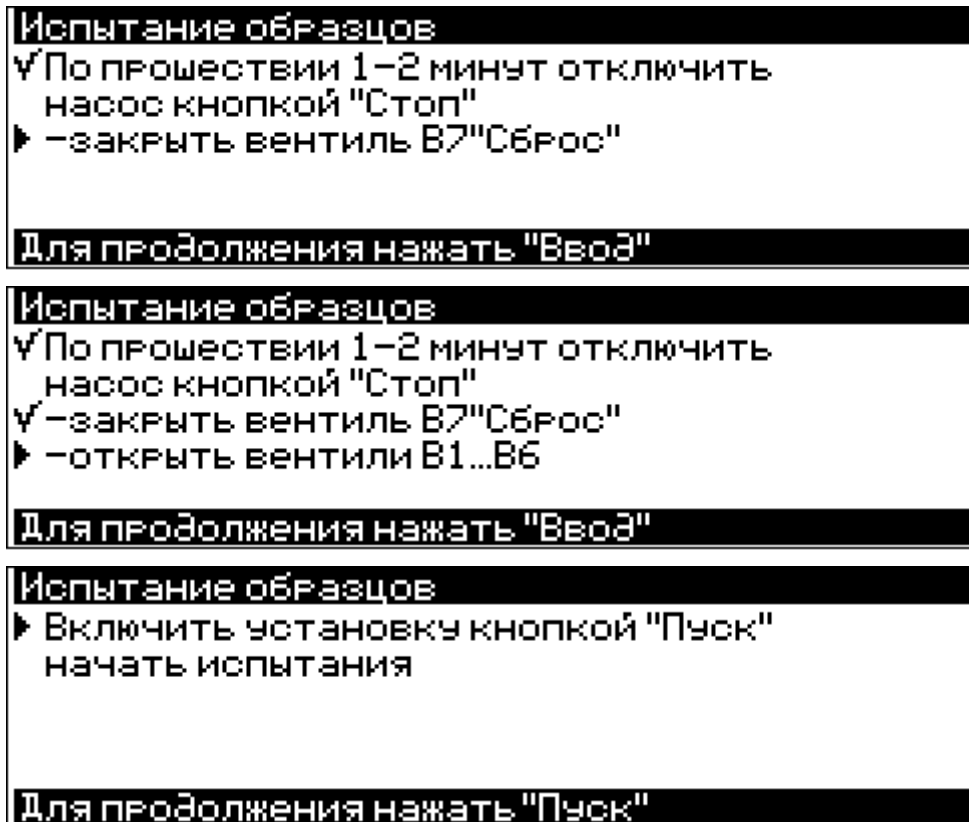 Испытание образцов
По прошествии 1-2 минут отключить
насос кнопкой "Стоп"
-закрыть вентиль В7"Сброс"
Для продолжения нажать "Ввод"
Испытание образцов
По прошествии 1-2 минут отключить
насос кнопкой "Стоп"
-закрыть вентиль В7"Сброс"
-открыть вентили В1...В6
Для продолжения нажать "Ввод"
Испытание образцов
Включить установку кнопкой "Пуск"
начать испытания
Для продолжения нажать "Пуск"